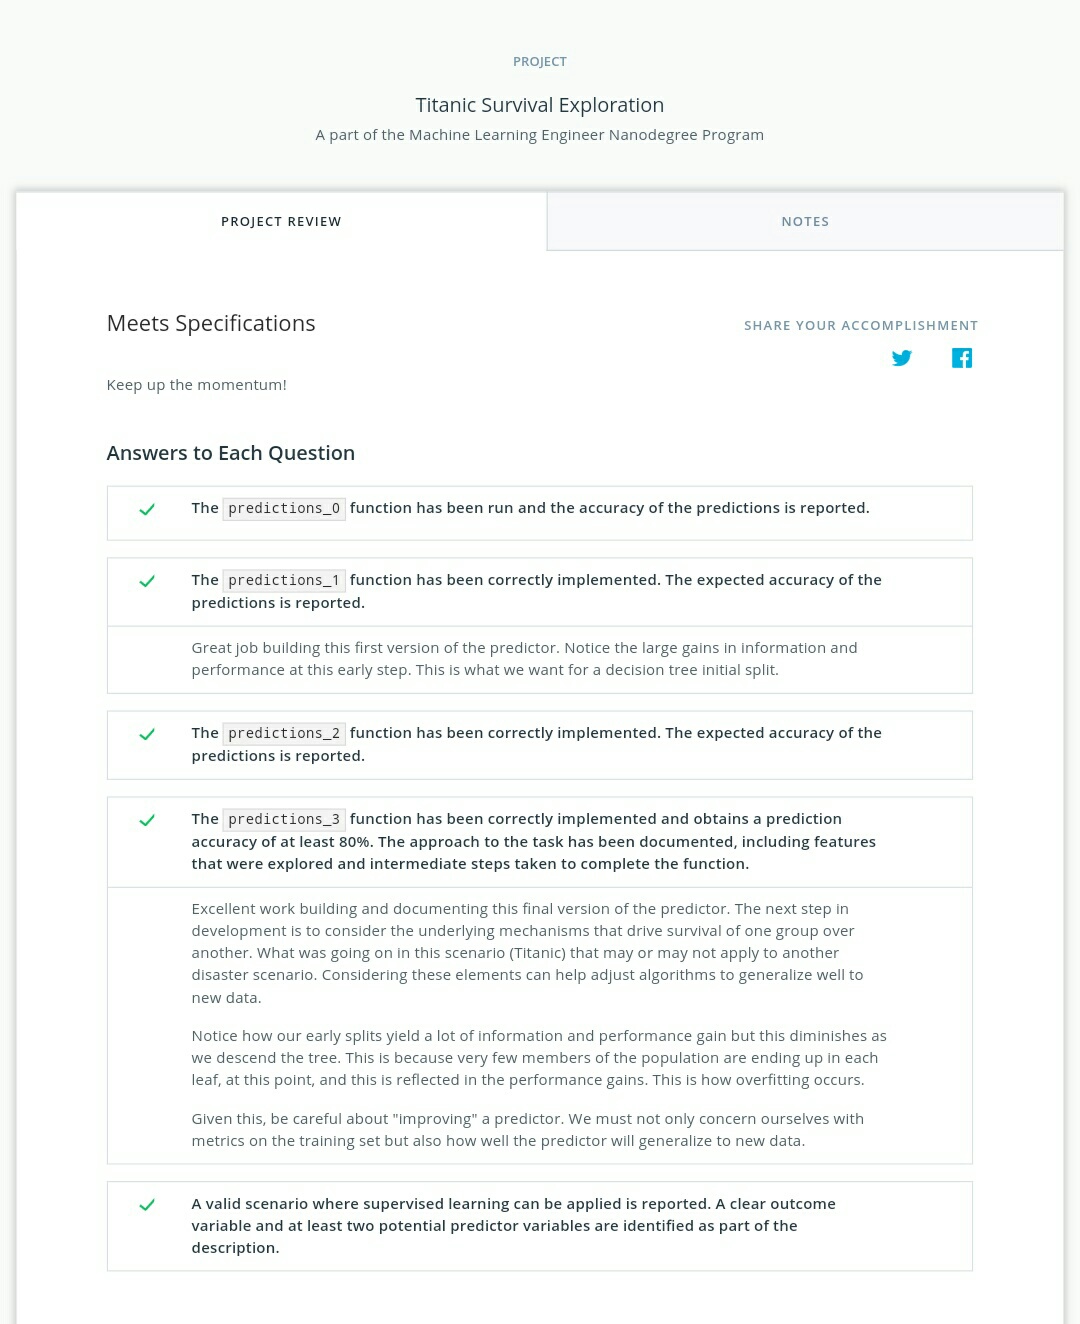 PROJECT
Titanic Survival Exploration
A part of the Machine Learning Engineer Nanodegree Program
PROJECT REVIEW
NOTES
Meets Specifications
SHARE YOUR ACCOMPLISHMENT
Keep up the momentum!
Answers to Each Question
The predictions_0 function has been run and the accuracy of the predictions is reported.
The predictions_1 function has been correctly implemented. The expected accuracy of the
predictions is reported.
Great job building this first version of the predictor. Notice the large gains in information and
performance at this early step. This is what we want for a decision tree initial split.
The predictions_2 function has been correctly implemented. The expected accuracy of the
predictions is reported.
The predictions_3 function has been correctly implemented and obtains a prediction
accuracy of at least 80%. The approach to the task has been documented, including features
that were explored and intermediate steps taken to complete the function.
Excellent work building and documenting this final version of the predictor. The next step in
development is to consider the underlying mechanisms that drive survival of one group over
another. What was going on in this scenario (Titanic) that may or may not apply to another
disaster scenario. Considering these elements can help adjust algorithms to generalize well to
new data.
Notice how our early splits yield a lot of information and performance gain but this diminishes as
we descend the tree. This is because very few members of the population are ending up in each
leaf, at this point, and this is reflected in the performance gains. This is how overfitting occurs.
Given this, be careful about "improving" a predictor. We must not only concern ourselves with
metrics on the training set but also how well the predictor will generalize to new data.
A valid scenario where supervised learning can be applied is reported. A clear outcome
variable and at least two potential predictor variables are identified as part of the
description.